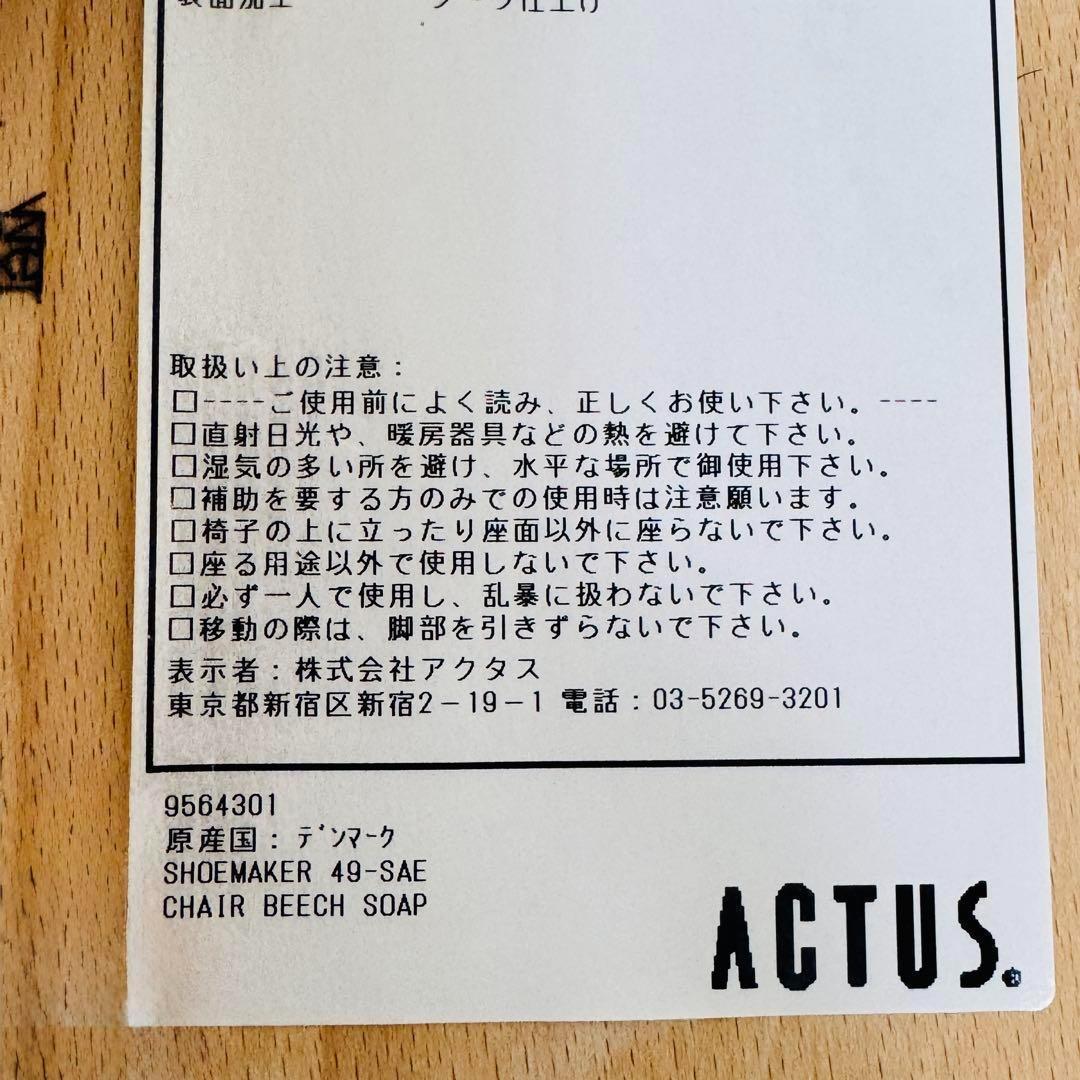 表面加工 ソープ仕上げ
取扱い上の注意：
□----ご使用前によく読み、正しくお使い下さい。----
□直射日光や、暖房器具などの熱を避けて下さい。
□湿気の多い所を避け、水平な場所で御使用下さい。
□補助を要する方のみでの使用時は注意願います。
□椅子の上に立ったり座面以外に座らないで下さい。
□座る用途以外で使用しないで下さい。
□必ず一人で使用し、乱暴に扱わないで下さい。
□移動の際は、脚部を引きずらないで下さい。
表示者：株式会社アクタス
東京都新宿区新宿2－19－1 電話：03-5269-3201
9564301
原産国：ﾃﾞﾝﾏｰｸ
SHOEMAKER 49-SAE
CHAIR BEECH SOAP
ACTUS®